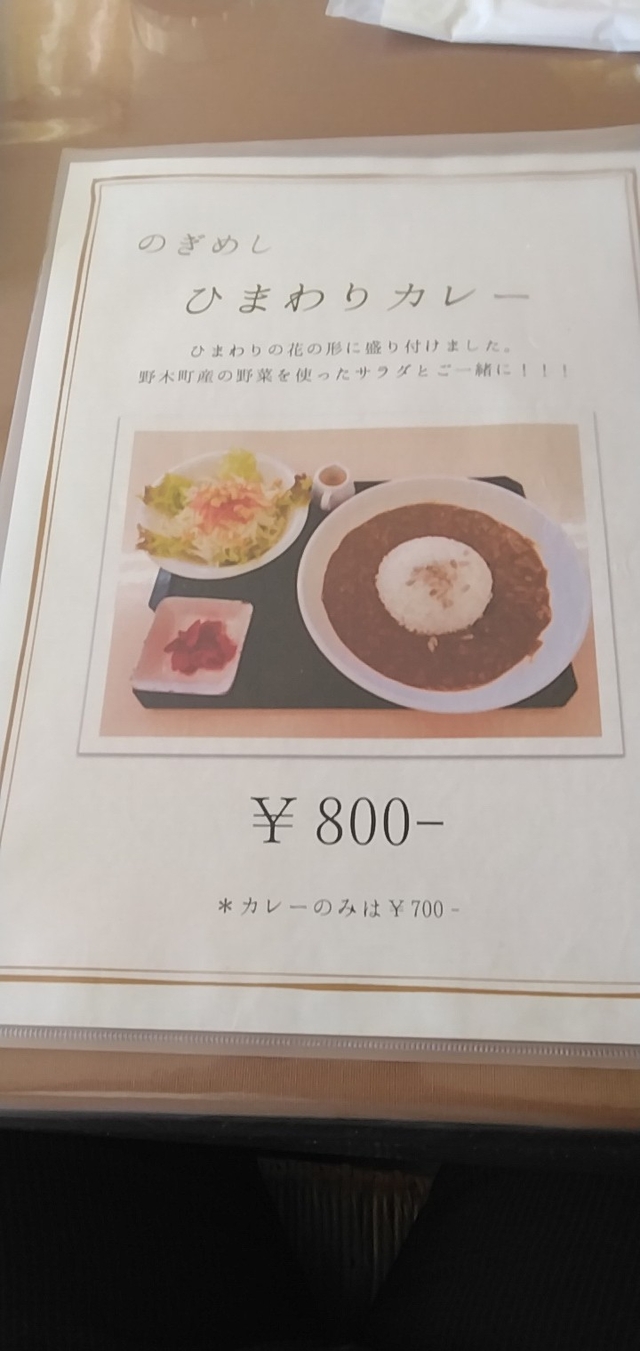 のぎめし
ひまわりカレー
ひまわりの花の形に盛り付けました。
野木町産の野菜を使ったサラダとご一緒に！！！
￥800−
＊カレーのみは￥700−